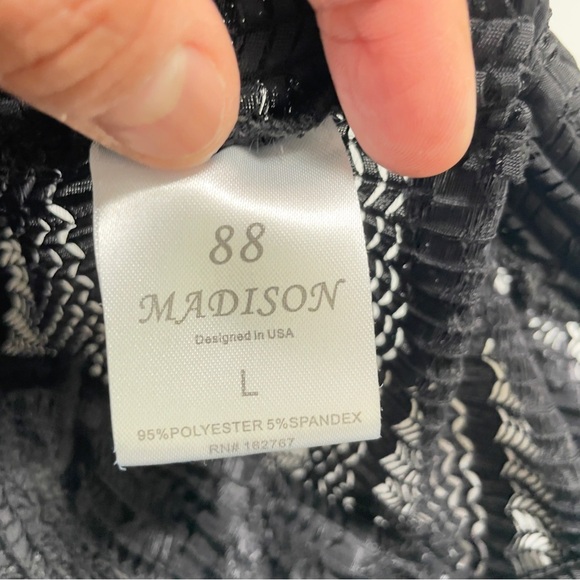 88
MADISON
Designed in USA
L
95%POLYESTER 5%SPANDEX
RN# 162767